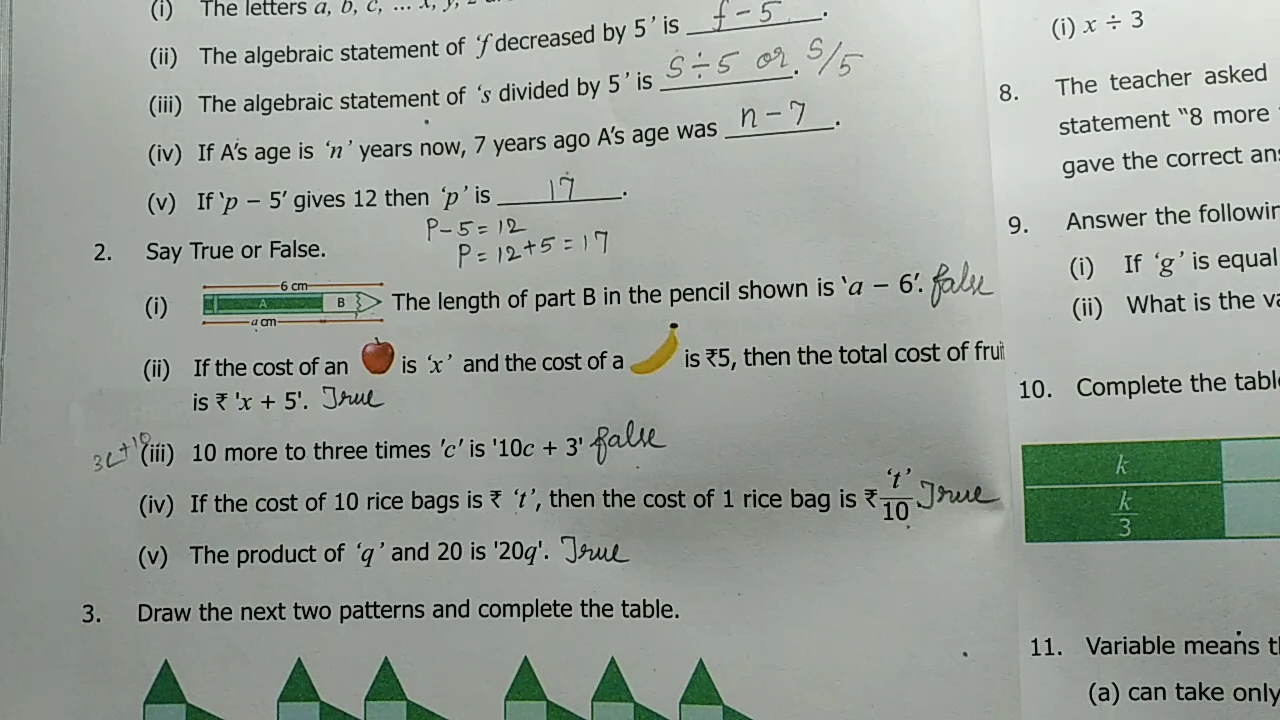 (i) The letters a, b, c, ... x, y,
(ii) The algebraic statement of ‘f decreased by 5’ is f - 5.
(iii) The algebraic statement of ‘s divided by 5’ is S÷5 or S/5.
(iv) If A’s age is ‘n’ years now, 7 years ago A’s age was n - 7.
(v) If ‘p – 5’ gives 12 then ‘p’ is 17.
P - 5 = 12
P = 12 + 5 = 17
2. Say True or False.
6 cm
(i) A B The length of part B in the pencil shown is ‘a – 6’. false
a cm
(ii) If the cost of an is ‘x’ and the cost of a is ₹5, then the total cost of frui
is ₹ 'x + 5'. True
3c+10
(iii) 10 more to three times 'c' is '10c + 3' false
(iv) If the cost of 10 rice bags is ₹ ‘t’, then the cost of 1 rice bag is ₹ ‘t’/10 True
(v) The product of ‘q’ and 20 is '20q'. True
3. Draw the next two patterns and complete the table.
(i) x ÷ 3
8. The teacher asked
statement “8 more
gave the correct an
9. Answer the followin
(i) If ‘g’ is equal
(ii) What is the va
10. Complete the tabl
k
k/3
11. Variable means t
(a) can take only